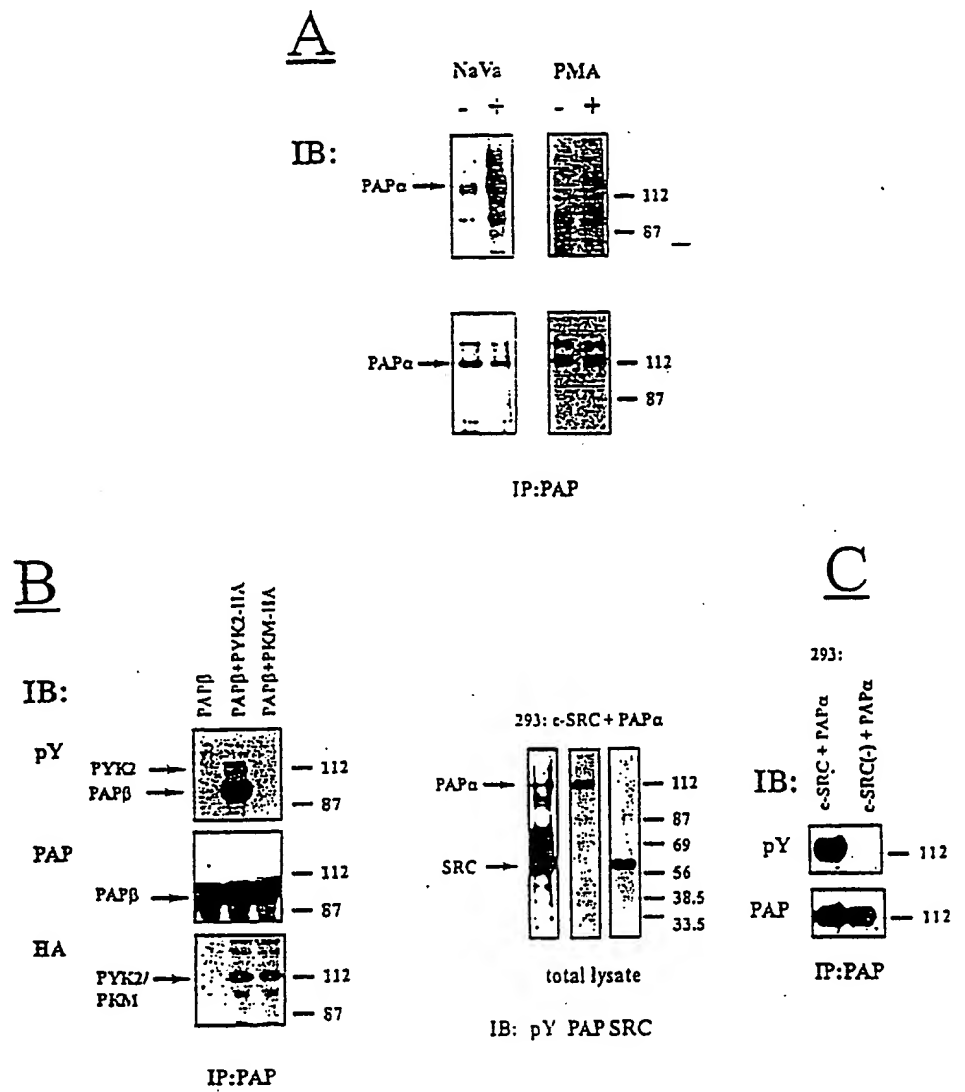 A
NaVa PMA
- + - +
IB:
PAPα
112
87
PAPα
112
87
IP:PAP
B
IB:
PAPβ
PAPβ+PYK2-HA
PAPβ+PKM-HA
pY
PYK2
PAPβ
112
87
PAP
PAPβ
112
87
HA
PYK2/
PKM
112
87
IP:PAP
293: c-SRC + PAPα
PAPα
SRC
112
87
69
56
38.5
33.5
total lysate
IB: pY PAP SRC
C
293:
c-SRC + PAPα
c-SRC(-) + PAPα
IB:
pY
112
PAP
112
IP:PAP